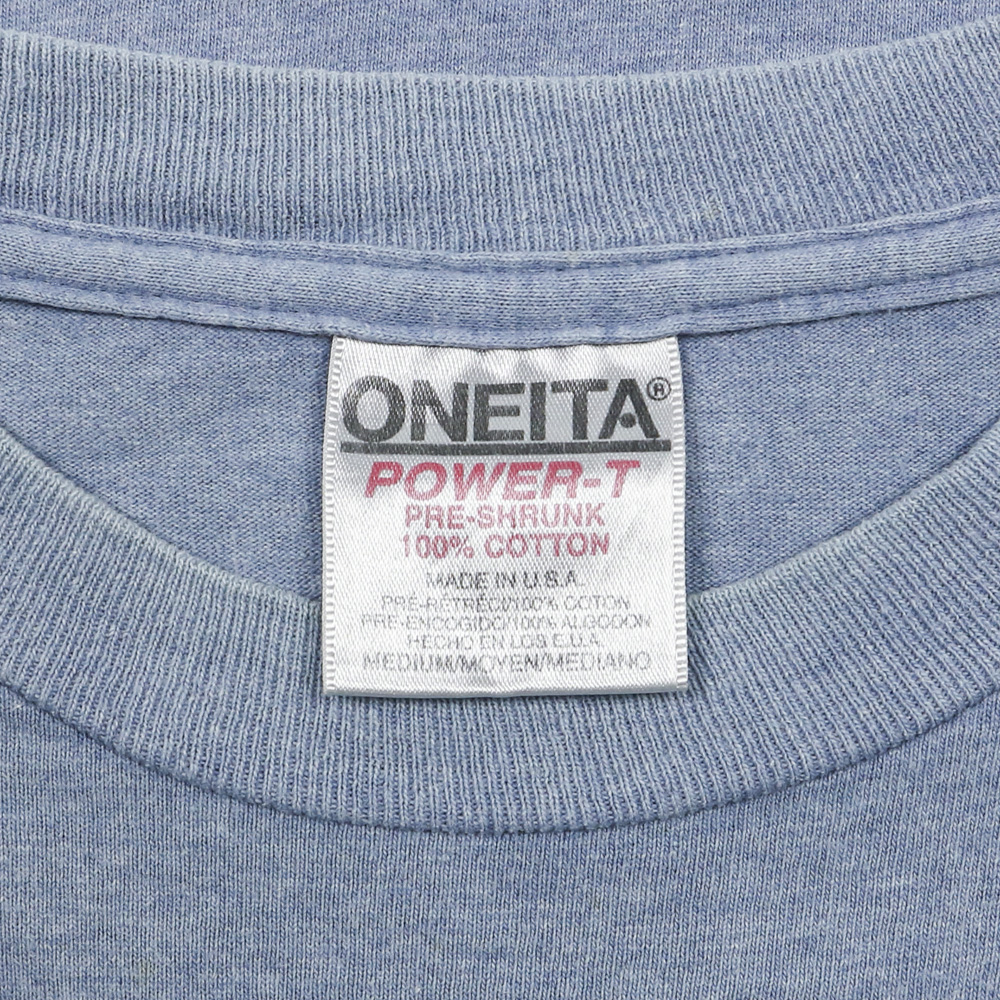 ONEITA®
POWER-T
PRE-SHRUNK
100% COTTON
MADE IN U.S.A.
PRÉ-RÉTRÉCI/100% COTON
PRE-ENCOGIDO/100% ALGODON
HECHO EN LOS E.U.A.
MEDIUM/MOYEN/MEDIANO